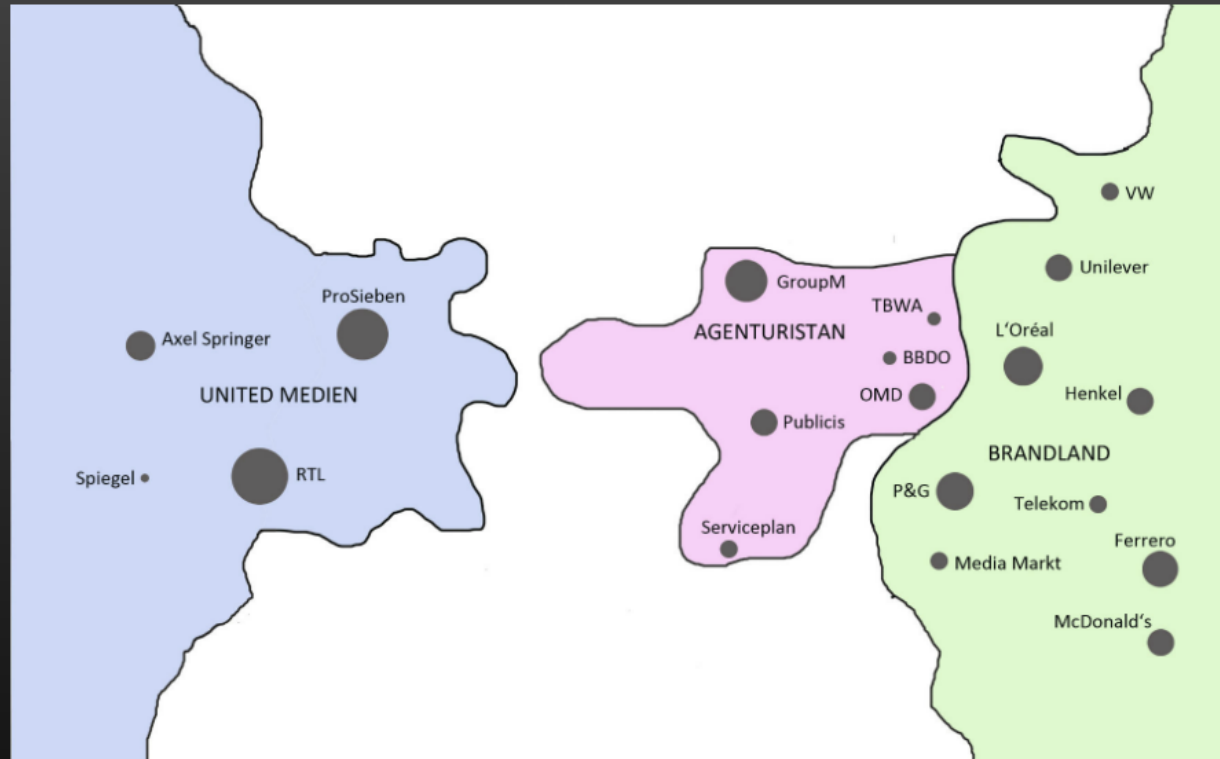 VW
Unilever
GroupM
ProSieben
TBWA
L‘Oréal
AGENTURISTAN
Axel Springer
BBDO
UNITED MEDIEN
OMD
Henkel
Publicis
BRANDLAND
RTL
Spiegel
P&G
Telekom
Serviceplan
Ferrero
Media Markt
McDonald‘s